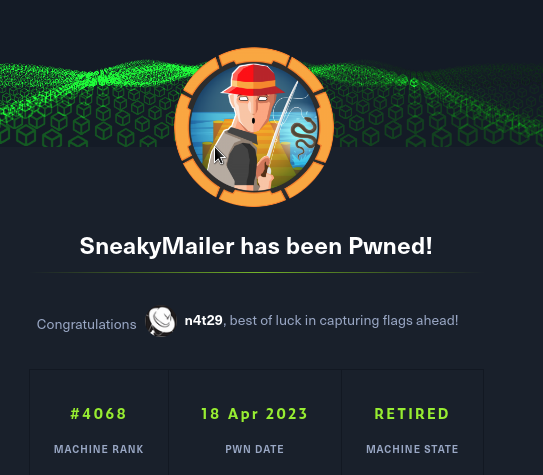 SneakyMailer has been Pwned!
Congratulations n4t29, best of luck in capturing flags ahead!
#4068 18 Apr 2023 RETIRED
MACHINE RANK PWN DATE MACHINE STATE